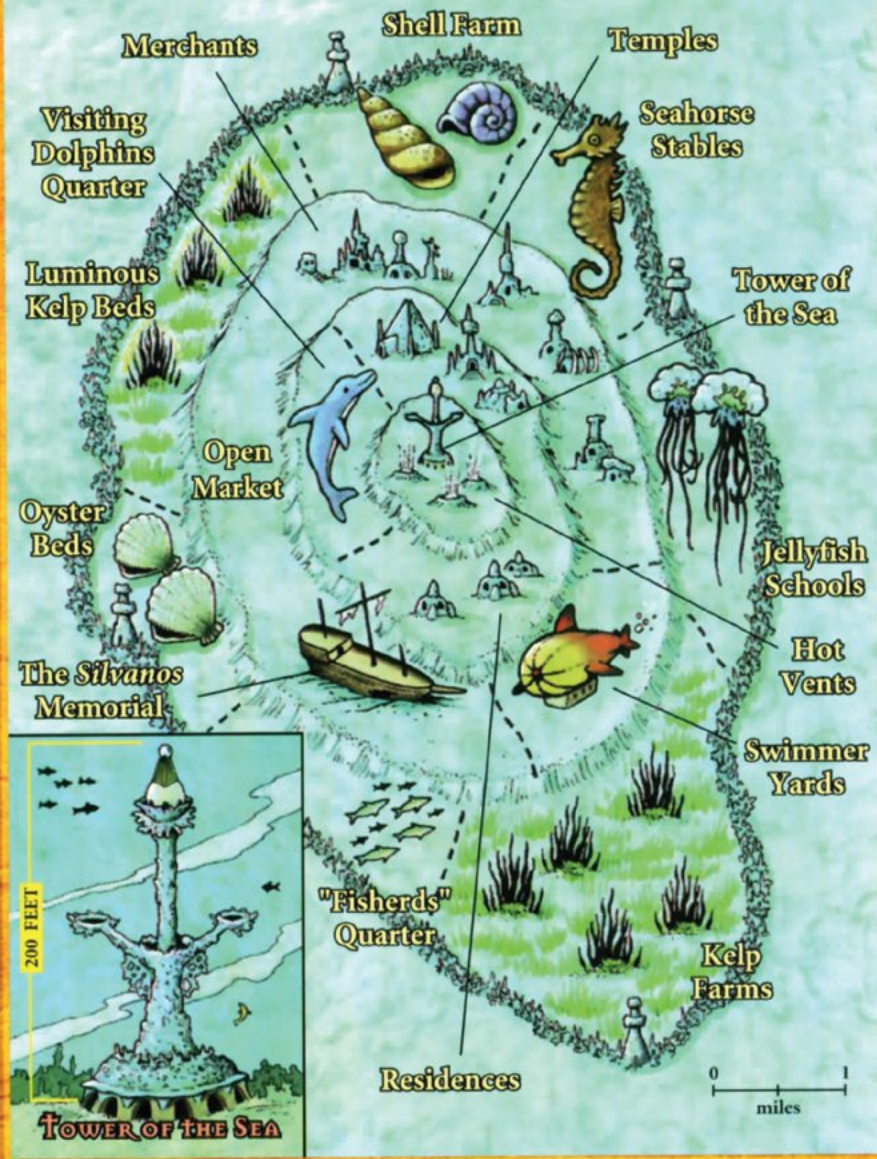 Shell Farm
Merchants
Temples
Visiting
Dolphins
Quarter
Seahorse
Stables
Luminous
Kelp Beds
Tower of
the Sea
Open
Market
Oyster
Beds
Jellyfish
Schools
The Silvanos
Memorial
Hot
Vents
Swimmer
Yards
"Fisherds"
Quarter
Kelp
Farms
Residences
0 1
miles
200 FEET
TOWER OF THE SEA